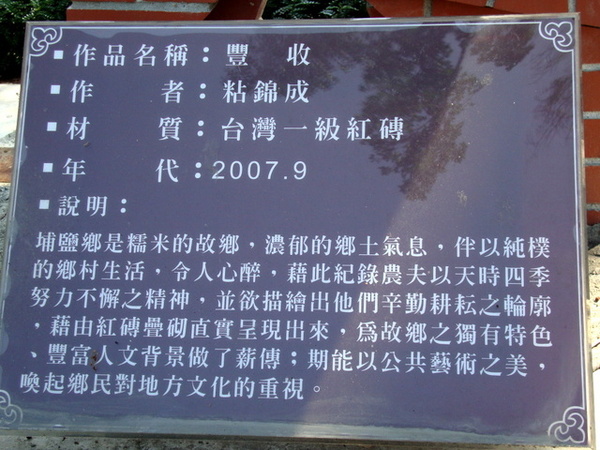 ▪作品名稱：豐 收
▪作 者：粘錦成
▪材 質：台灣一級紅磚
▪年 代：2007.9
▪說明：
埔鹽鄉是糯米的故鄉，濃郁的鄉土氣息，伴以純樸
的鄉村生活，令人心醉，藉此紀錄農夫以天時四季
努力不懈之精神，並欲描繪出他們辛勤耕耘之輪廓
，藉由紅磚疊砌直實呈現出來，為故鄉之獨有特色
、豐富人文背景做了薪傳；期能以公共藝術之美，
喚起鄉民對地方文化的重視。